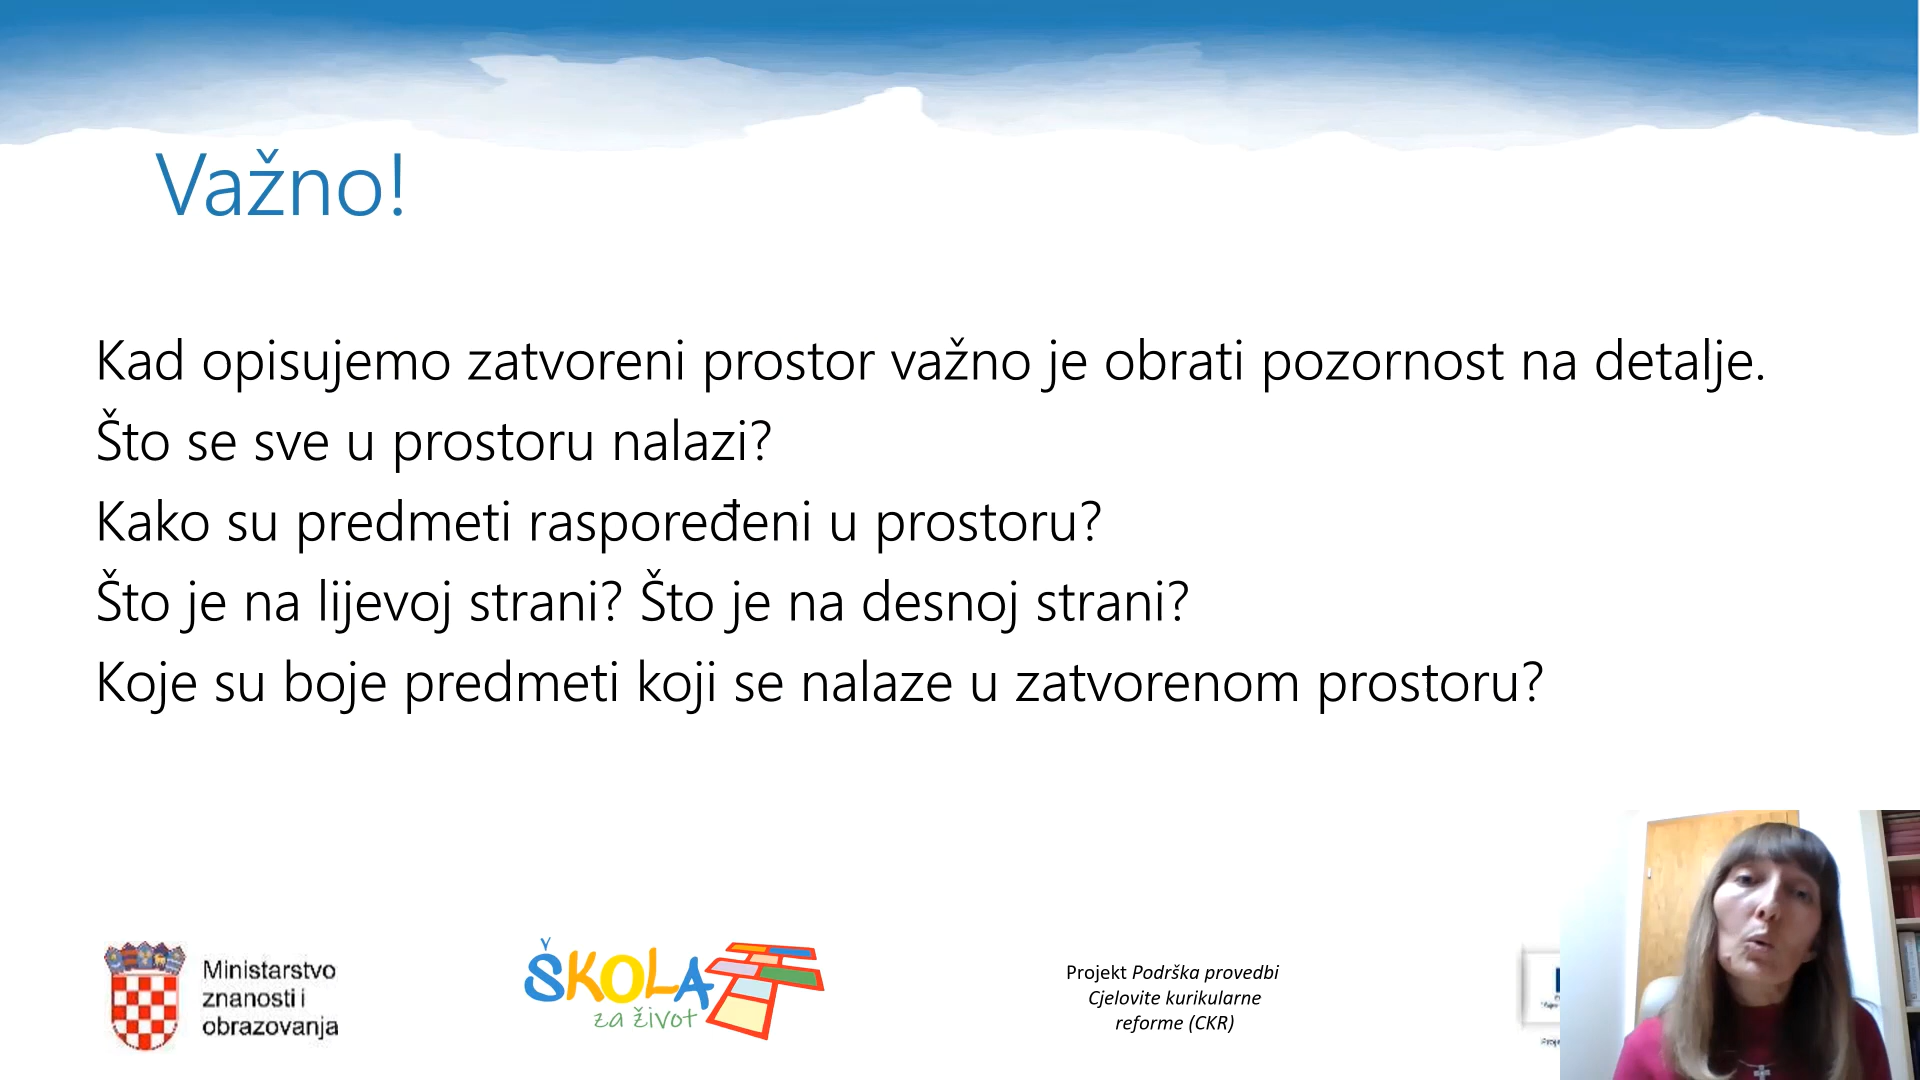 Važno!
Kad opisujemo zatvoreni prostor važno je obrati pozornost na detalje.
Što se sve u prostoru nalazi?
Kako su predmeti raspoređeni u prostoru?
Što je na lijevoj strani? Što je na desnoj strani?
Koje su boje predmeti koji se nalaze u zatvorenom prostoru?
Ministarstvo
znanosti i
obrazovanja
ŠKOLA
za život
Projekt Podrška provedbi
Cjelovite kurikularne
reforme (CKR)